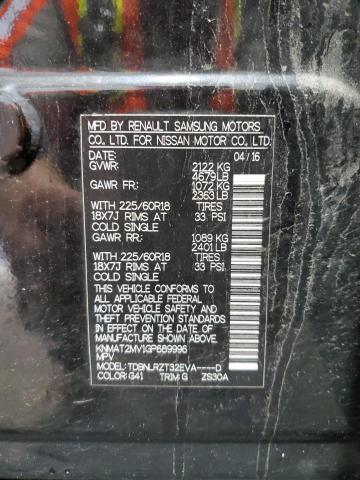 MFD BY RENAULT SAMSUNG MOTORS
CO. LTD. FOR NISSAN MOTOR CO., LTD.
DATE: 04/16
GVWR: 2122 KG
4679 LB
GAWR FR: 1072 KG
2363 LB
WITH 225/60R18 TIRES
18X7J RIMS AT 33 PSI
COLD SINGLE
GAWR RR: 1089 KG
2401 LB
WITH 225/60R18 TIRES
18X7J RIMS AT 33 PSI
COLD SINGLE
THIS VEHICLE CONFORMS TO ALL
APPLICABLE FEDERAL MOTOR
VEHICLE SAFETY AND THEFT
PREVENTION STANDARDS IN
EFFECT ON THE DATE OF
MANUFACTURE SHOWN ABOVE.
KNMAT2MV1GP689996
MPV
MODEL: TDBNLRZT32EVA----D
COLOR: G41 TRIM: G ZS30A